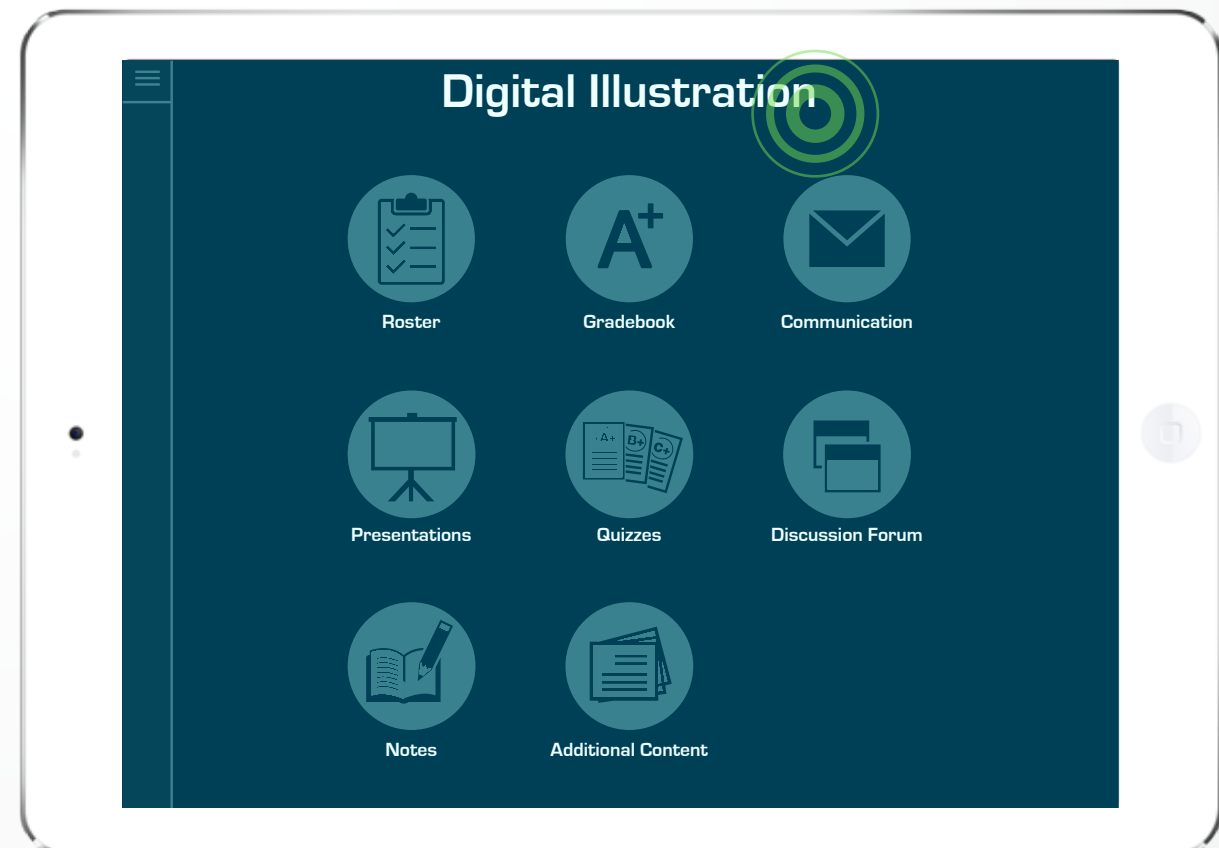 Digital Illustration
A+
Roster
Gradebook
Communication
A+
B+
C+
Presentations
Quizzes
Discussion Forum
Notes
Additional Content